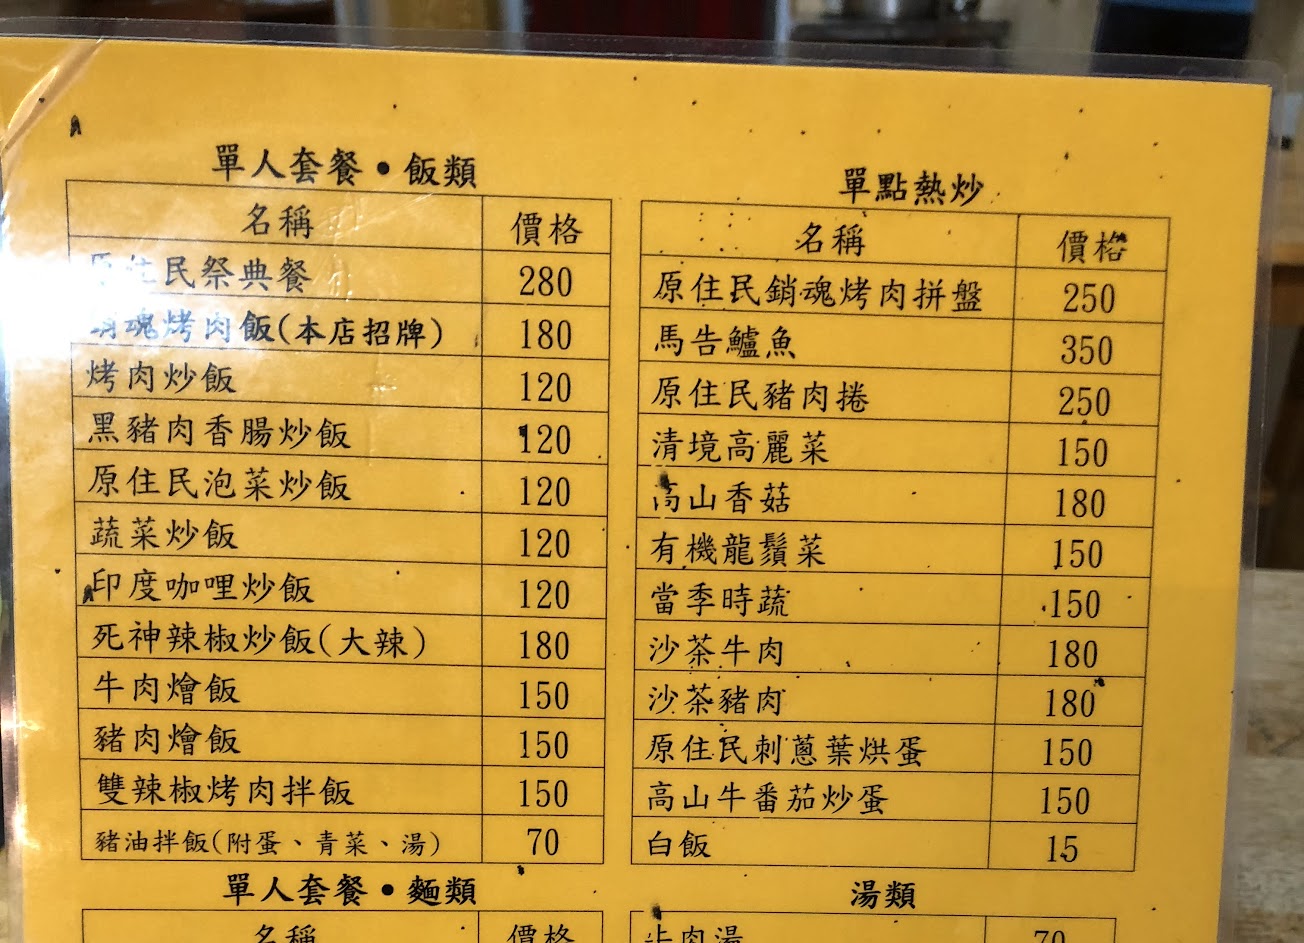 單人套餐•飯類
名稱 價格
原住民祭典餐 280
銷魂烤肉飯(本店招牌) 180
烤肉炒飯 120
黑豬肉香腸炒飯 120
原住民泡菜炒飯 120
蔬菜炒飯 120
印度咖哩炒飯 120
死神辣椒炒飯(大辣) 180
牛肉燴飯 150
豬肉燴飯 150
雙辣椒烤肉拌飯 150
豬油拌飯(附蛋、青菜、湯) 70
單人套餐•麵類
名稱 價格
單點熱炒
名稱 價格
原住民銷魂烤肉拼盤 250
馬告鱸魚 350
原住民豬肉捲 250
清境高麗菜 150
高山香菇 180
有機龍鬚菜 150
當季時蔬 150
沙茶牛肉 180
沙茶豬肉 180
原住民刺蔥葉烘蛋 150
高山牛番茄炒蛋 150
白飯 15
湯類
肉湯 70